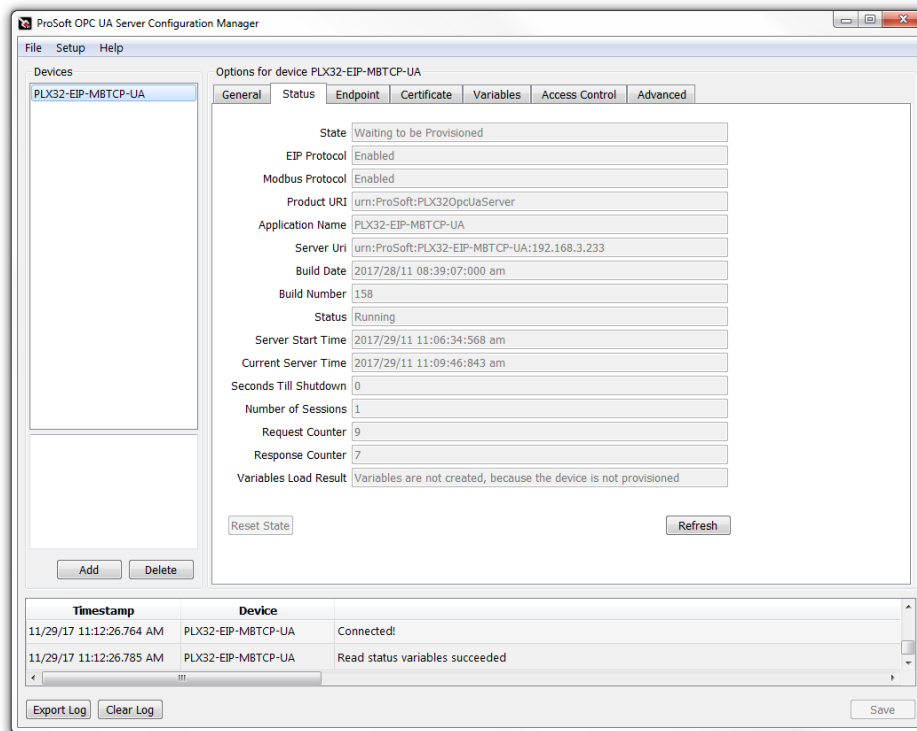 ProSoft OPC UA Server Configuration Manager
File Setup Help
Devices
PLX32-EIP-MBTCP-UA
Add Delete
Options for device PLX32-EIP-MBTCP-UA
General Status Endpoint Certificate Variables Access Control Advanced
State Waiting to be Provisioned
EIP Protocol Enabled
Modbus Protocol Enabled
Product URI urn:ProSoft:PLX32OpcUaServer
Application Name PLX32-EIP-MBTCP-UA
Server Uri urn:ProSoft:PLX32-EIP-MBTCP-UA:192.168.3.233
Build Date 2017/28/11 08:39:07:000 am
Build Number 158
Status Running
Server Start Time 2017/29/11 11:06:34:568 am
Current Server Time 2017/29/11 11:09:46:843 am
Seconds Till Shutdown 0
Number of Sessions 1
Request Counter 9
Response Counter 7
Variables Load Result Variables are not created, because the device is not provisioned
Reset State Refresh
Timestamp Device
11/29/17 11:12:26.764 AM PLX32-EIP-MBTCP-UA Connected!
11/29/17 11:12:26.785 AM PLX32-EIP-MBTCP-UA Read status variables succeeded
Export Log Clear Log Save